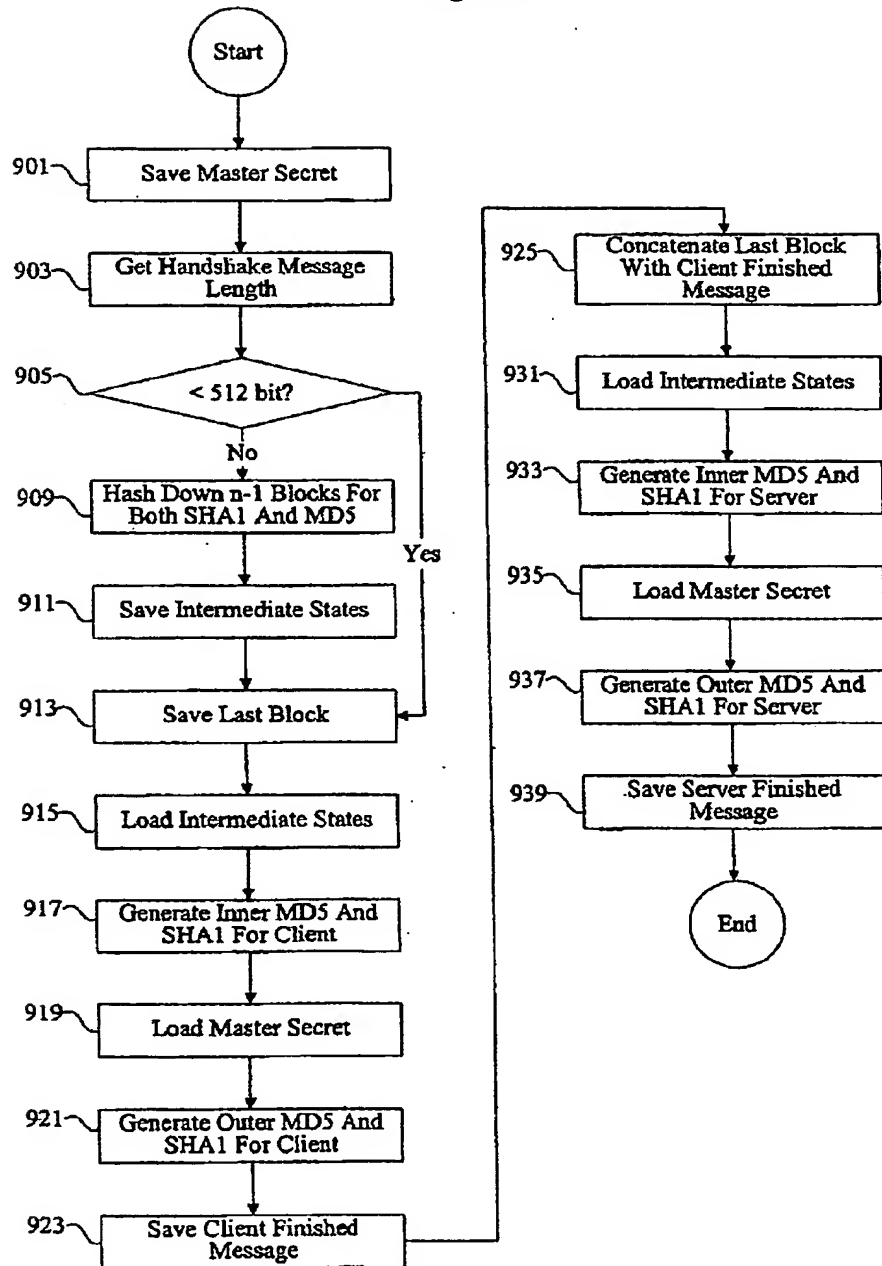 Start
901
Save Master Secret
903
Get Handshake Message
Length
905
< 512 bit?
No
Yes
909
Hash Down n-1 Blocks For
Both SHA1 And MD5
911
Save Intermediate States
913
Save Last Block
915
Load Intermediate States
917
Generate Inner MD5 And
SHA1 For Client
919
Load Master Secret
921
Generate Outer MD5 And
SHA1 For Client
923
Save Client Finished
Message
925
Concatenate Last Block
With Client Finished
Message
931
Load Intermediate States
933
Generate Inner MD5 And
SHA1 For Server
935
Load Master Secret
937
Generate Outer MD5 And
SHA1 For Server
939
Save Server Finished
Message
End